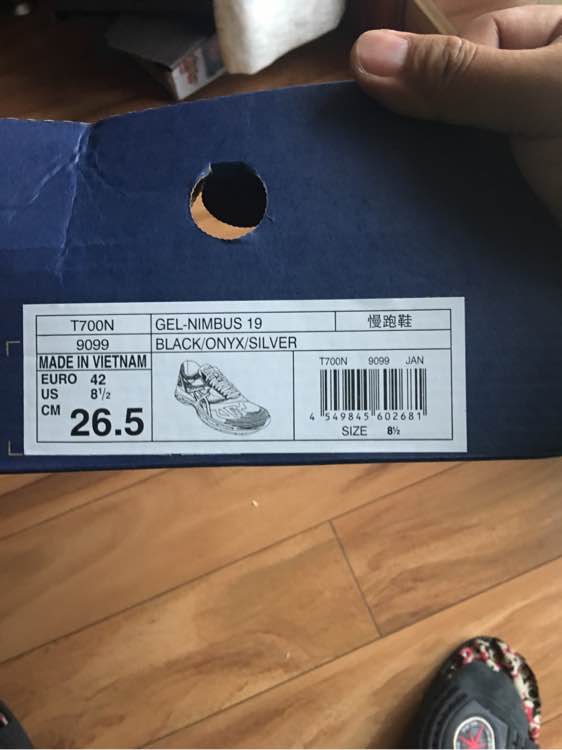 T700N GEL-NIMBUS 19 慢跑鞋
9099 BLACK/ONYX/SILVER
MADE IN VIETNAM
EURO 42
US 8½
CM 26.5
T700N 9099 JAN
4 549845 602681
SIZE 8½